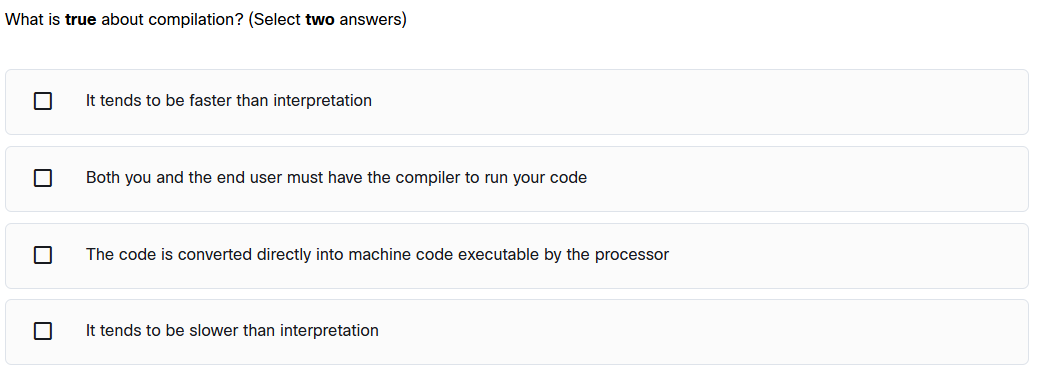 What is true about compilation? (Select two answers)
It tends to be faster than interpretation
Both you and the end user must have the compiler to run your code
The code is converted directly into machine code executable by the processor
It tends to be slower than interpretation